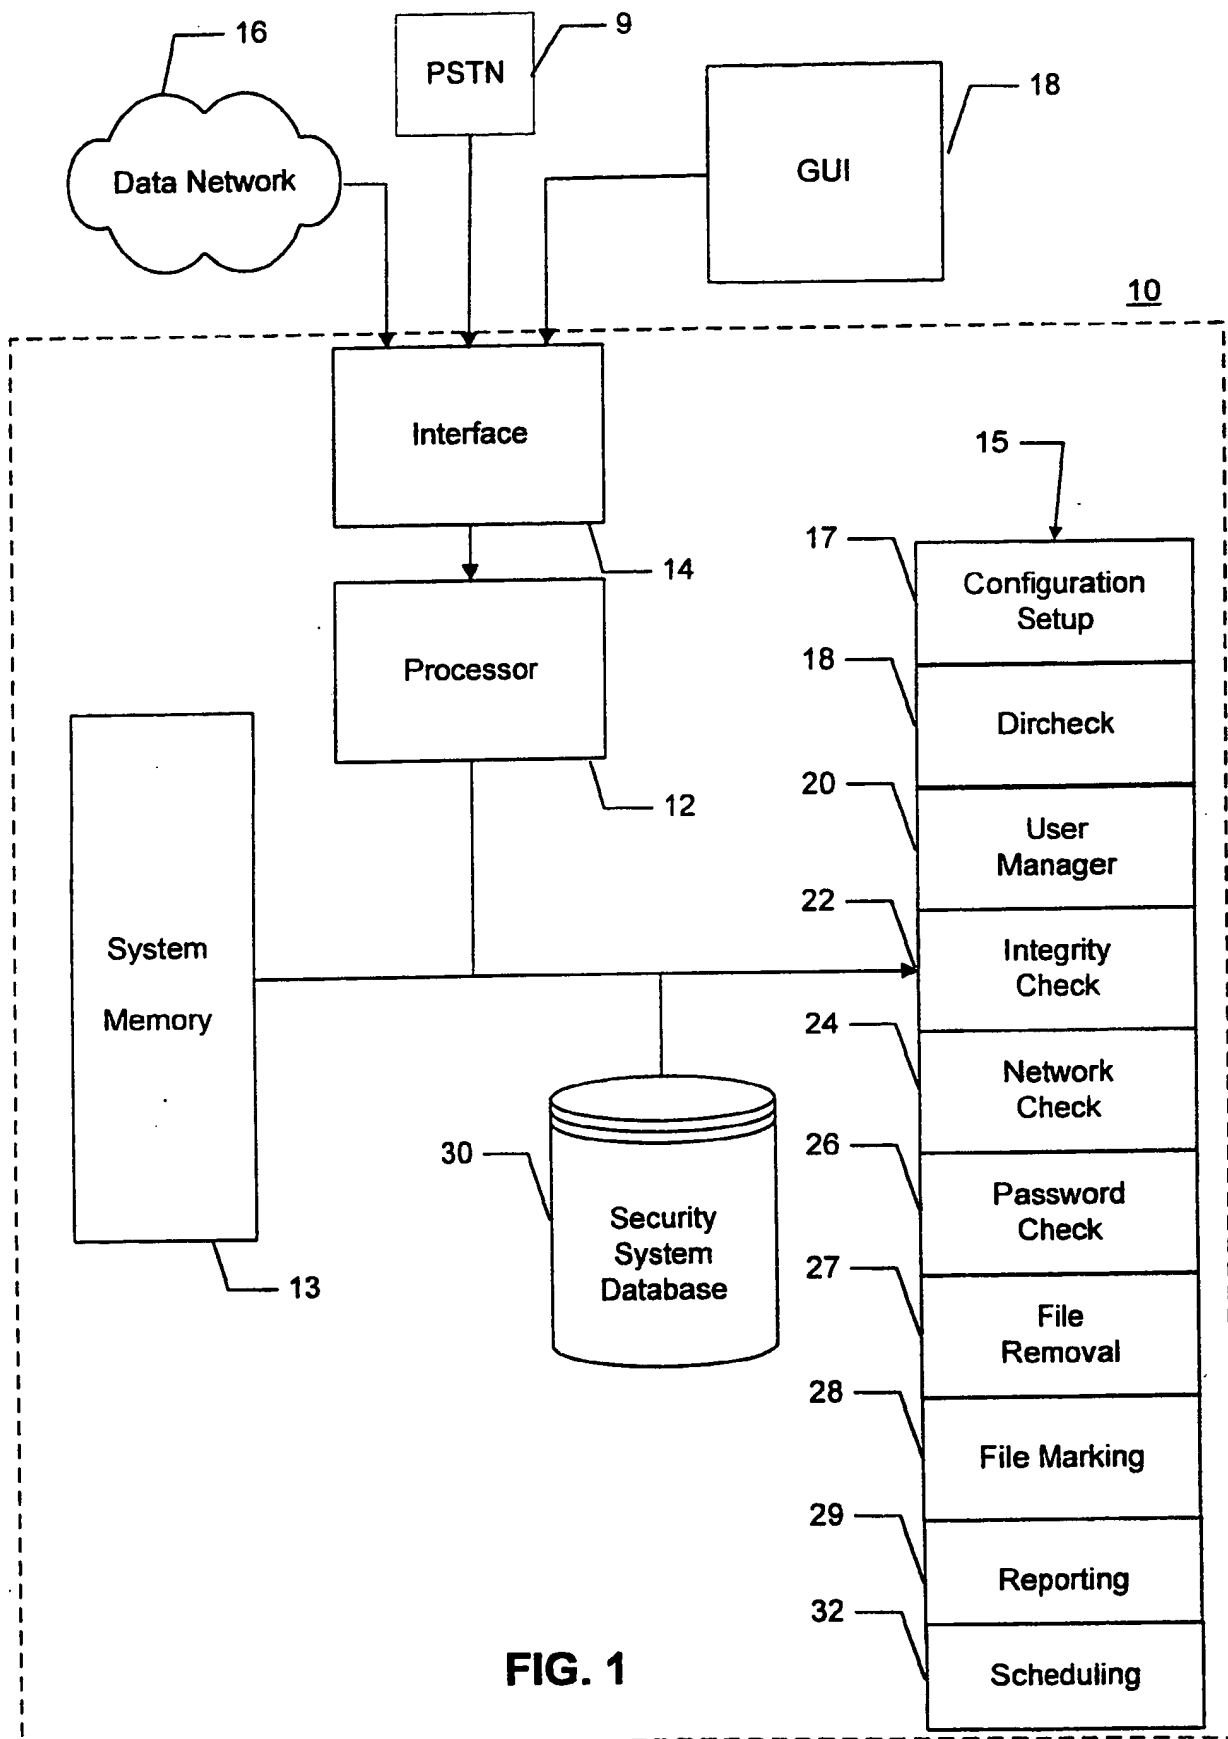 16
PSTN
9
Data Network
GUI
18
10
Interface
14
Processor
12
System
Memory
13
30
Security
System
Database
15
17
Configuration
Setup
18
Dircheck
20
User
Manager
22
Integrity
Check
24
Network
Check
26
Password
Check
27
File
Removal
28
File Marking
29
Reporting
32
Scheduling
FIG. 1